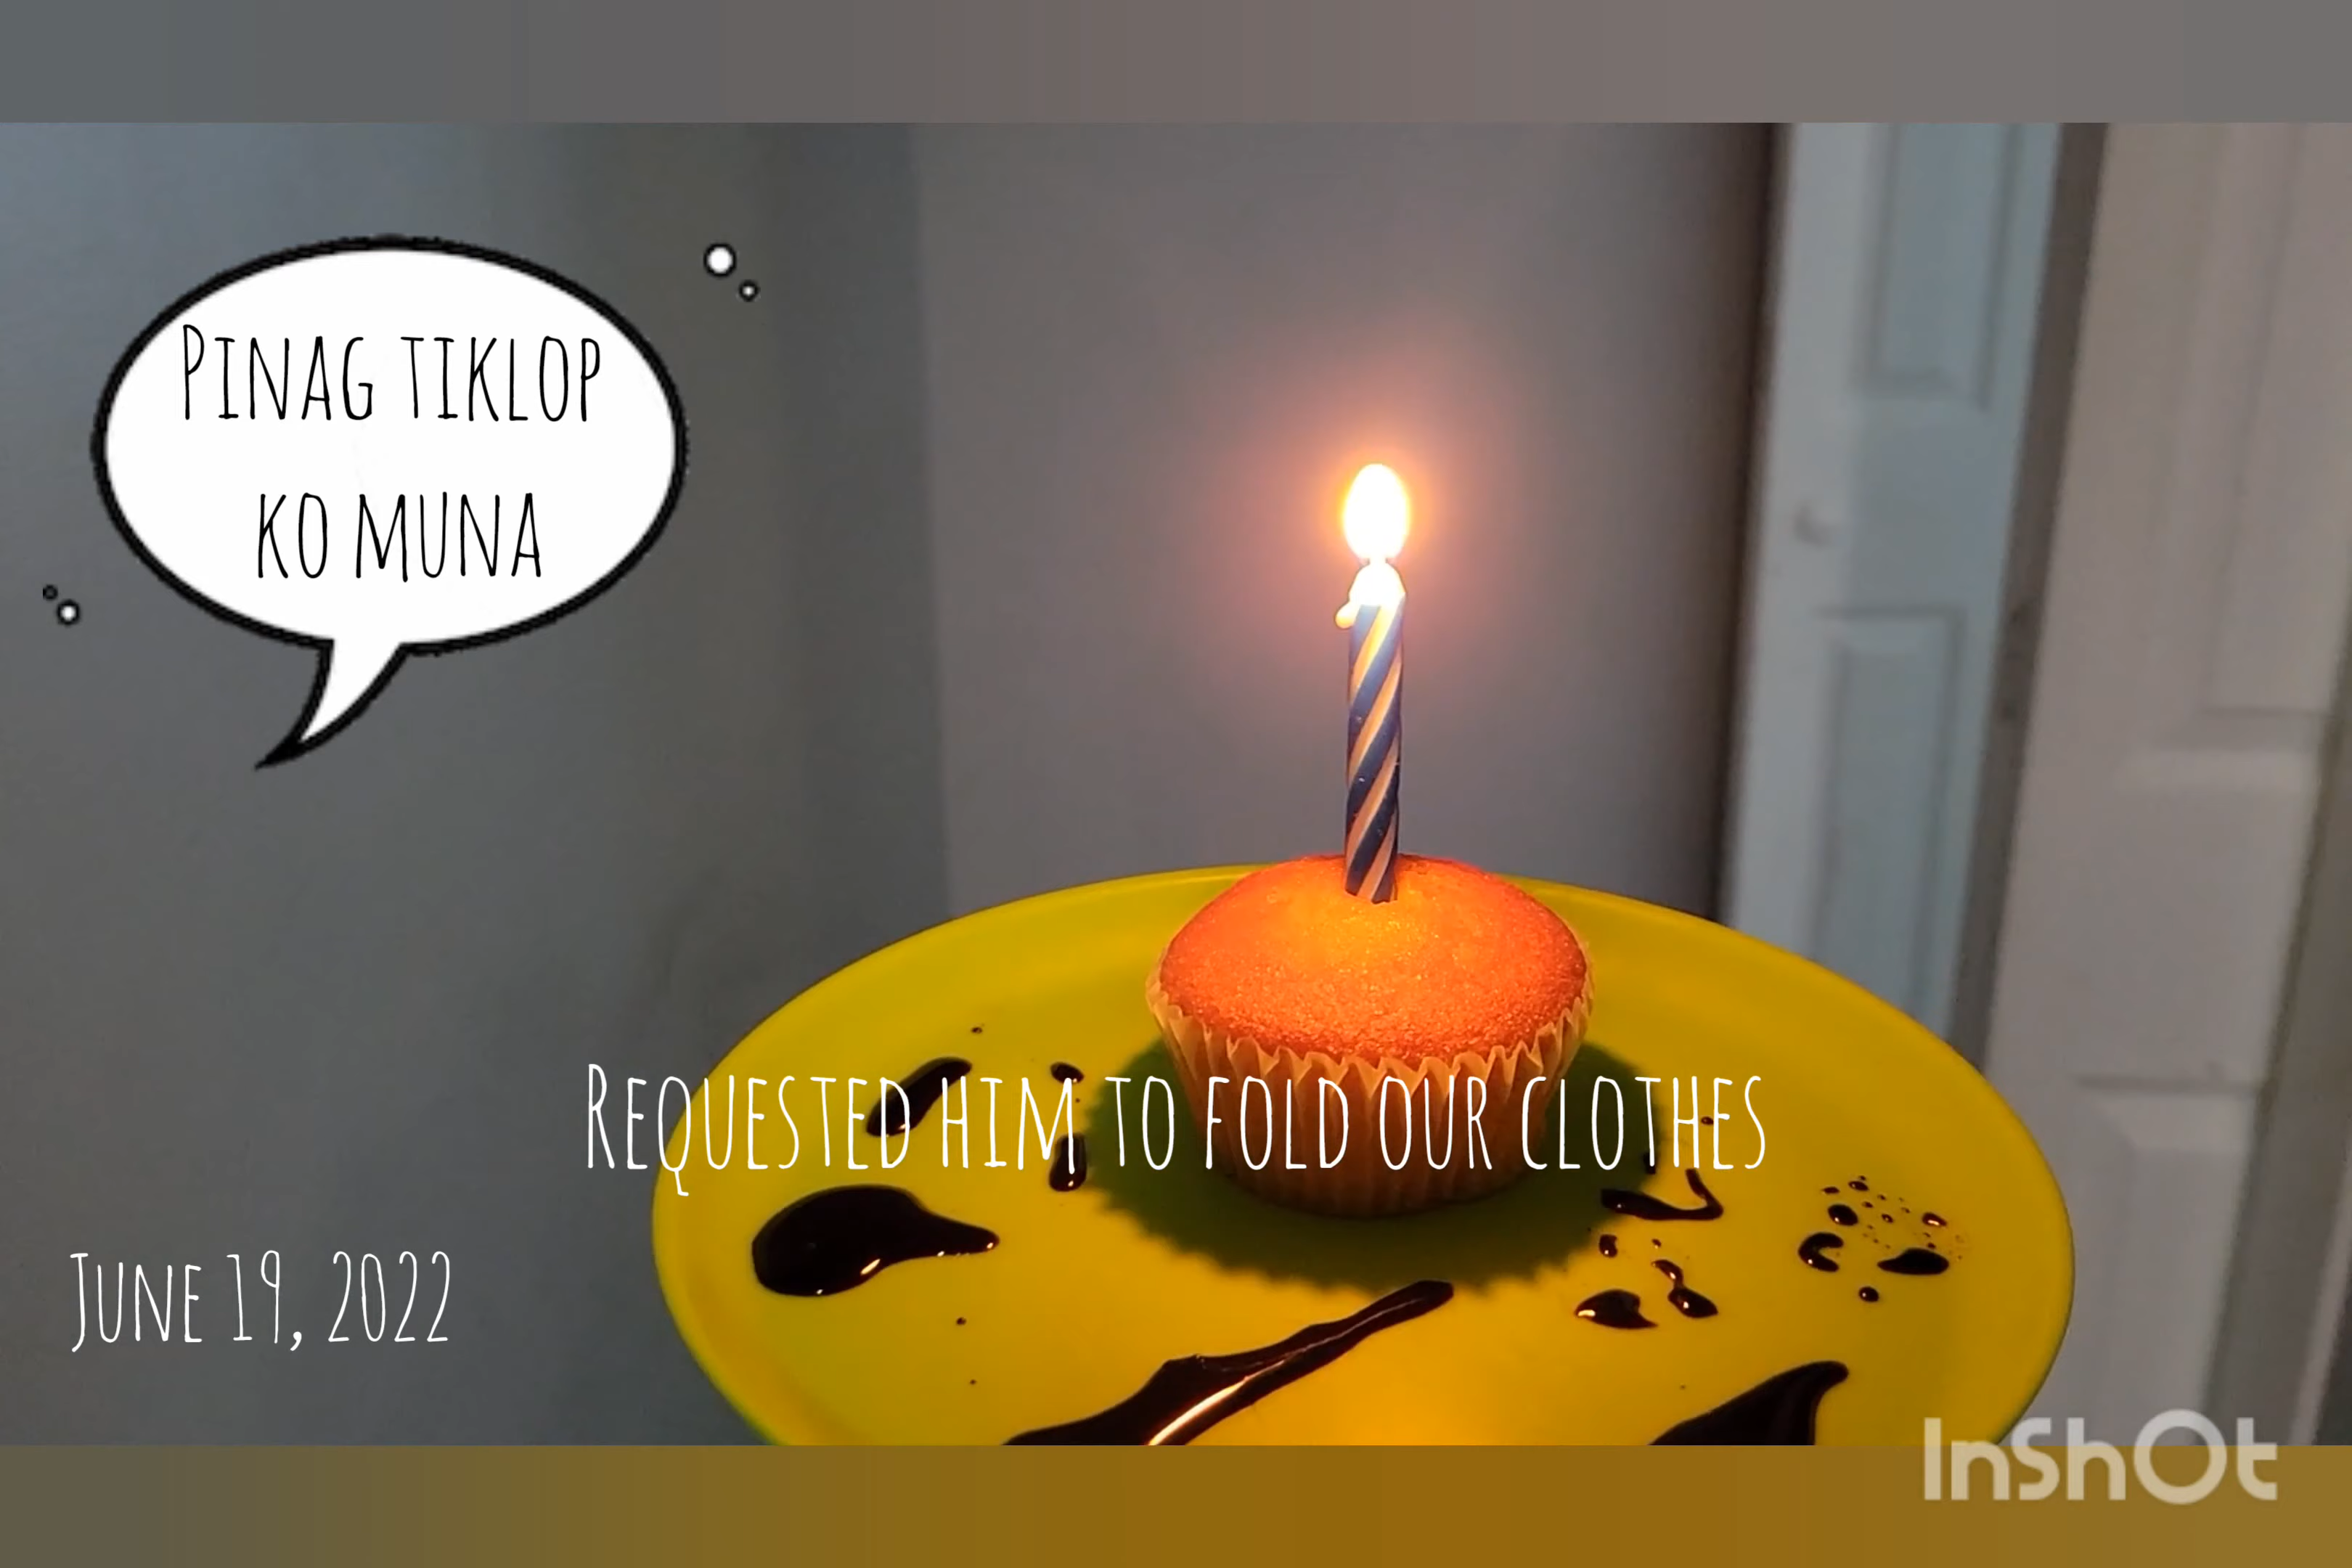 Pinag tiklop
ko muna
Requested him to fold our clothes
June 19, 2022
InShOt